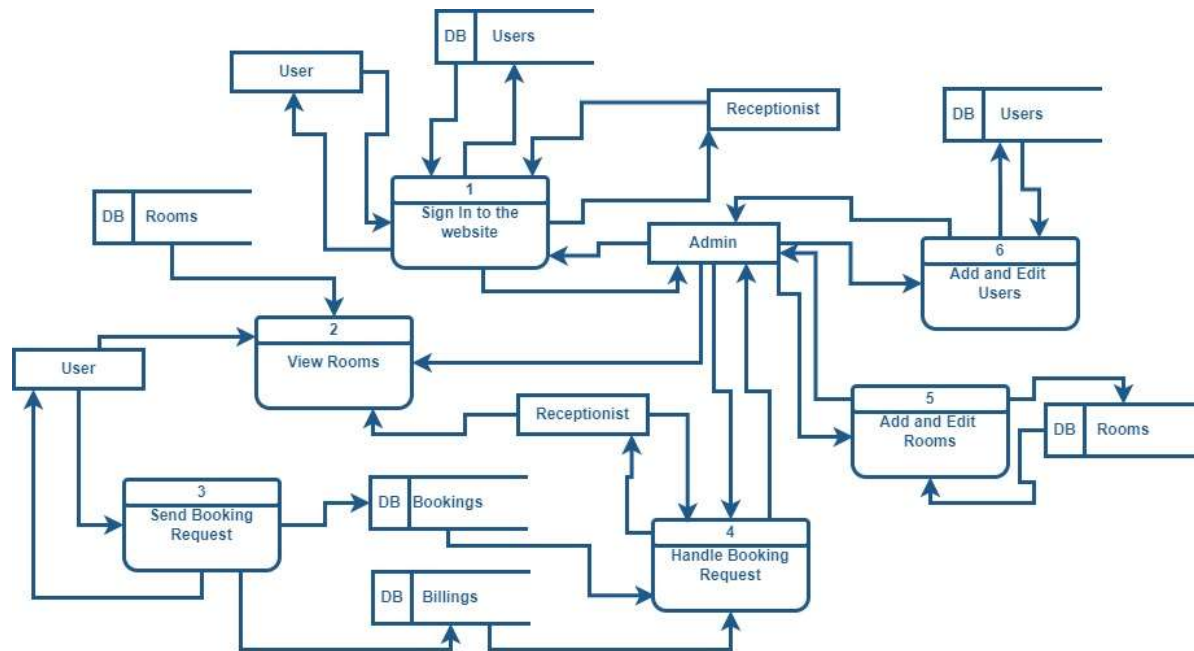 DB Users
User
Receptionist
DB Users
1
Sign In to the
website
DB Rooms
Admin
6
Add and Edit
Users
2
View Rooms
User
Receptionist
5
Add and Edit
Rooms
DB Rooms
3
Send Booking
Request
DB Bookings
4
Handle Booking
Request
DB Billings